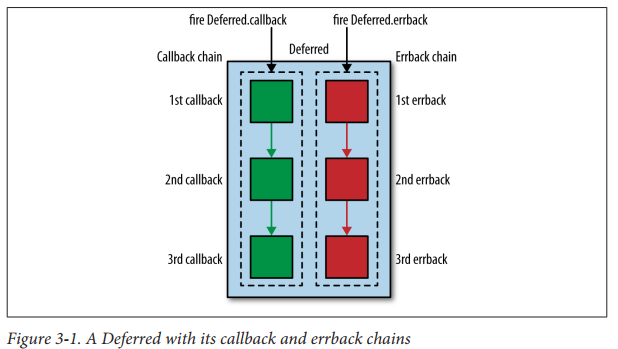 fire Deferred.callback fire Deferred.errback
Callback chain Deferred Errback chain
1st callback 1st errback
2nd callback 2nd errback
3rd callback 3rd errback
Figure 3-1. A Deferred with its callback and errback chains